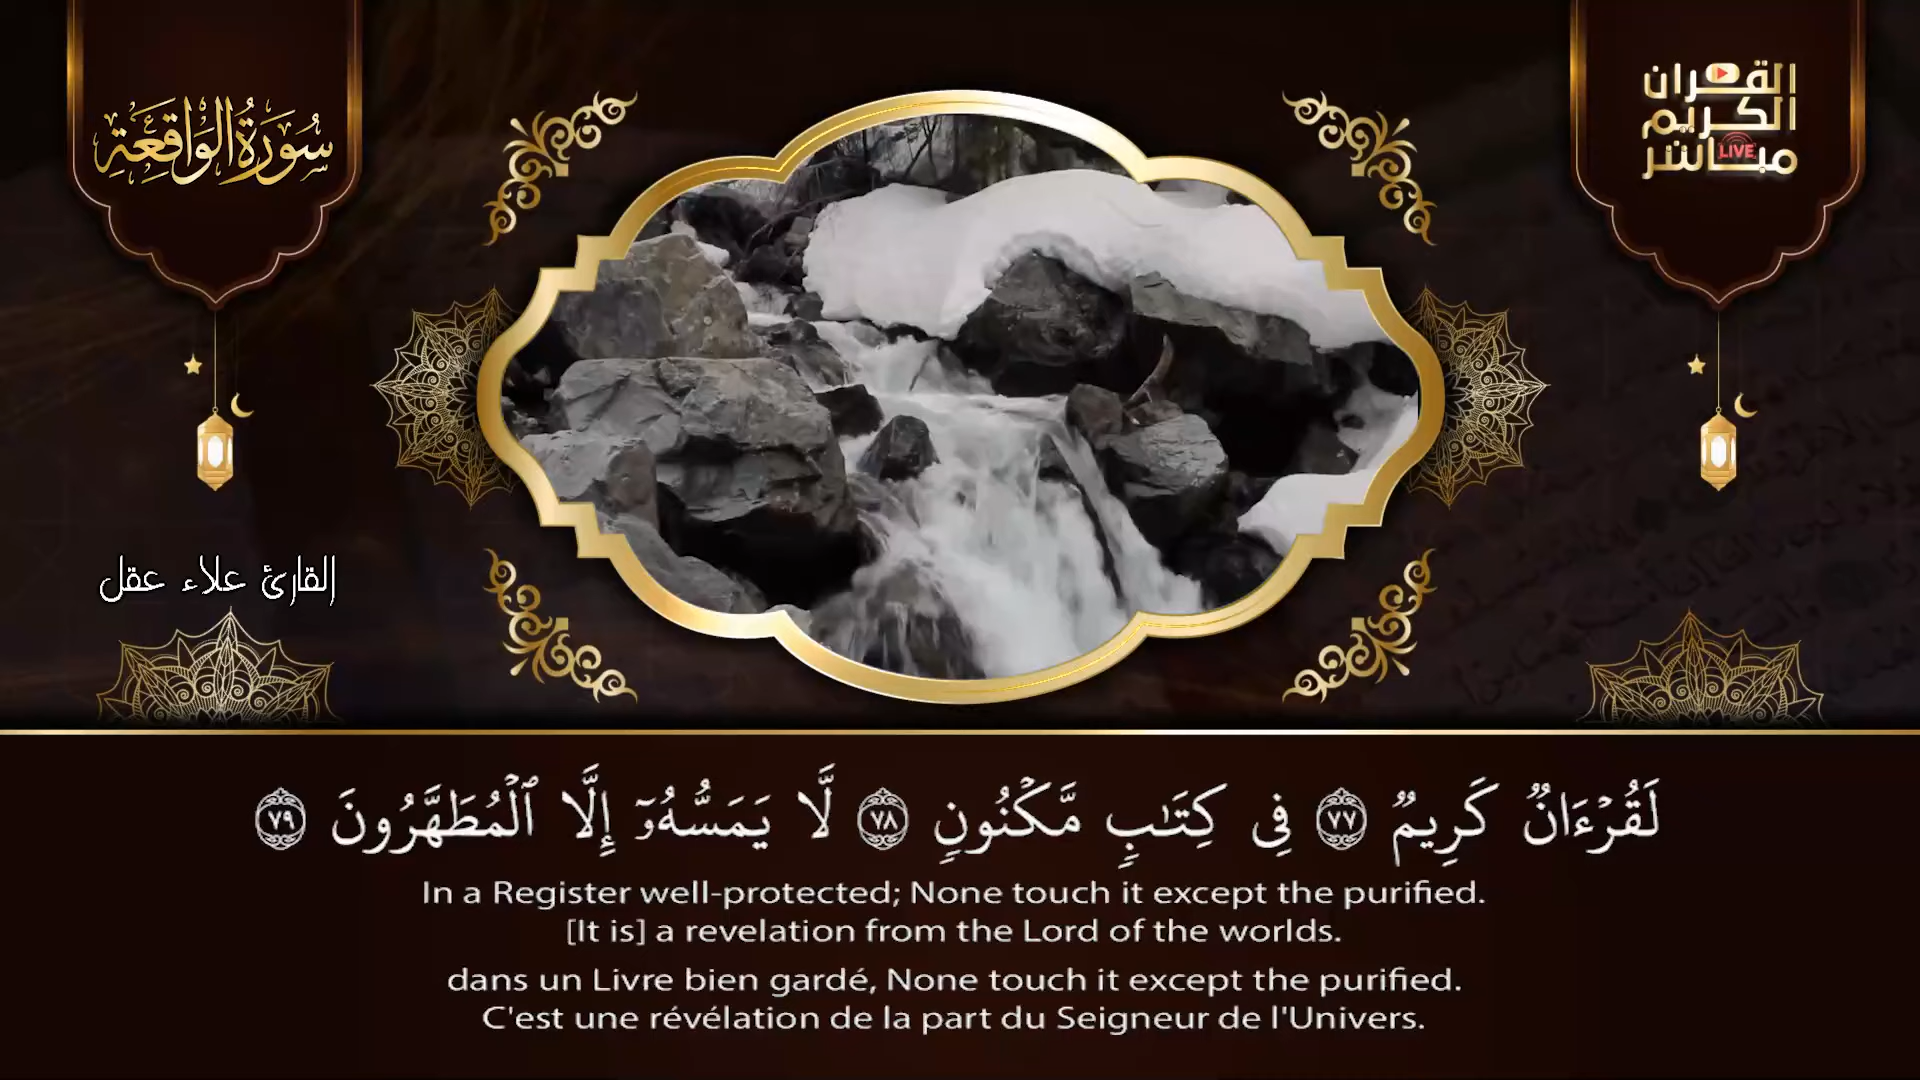 سُورَةُ الوَاقِعَةِ
القران
الكريم
مباشر
LIVE
القارئ علاء عقل
لَقُرْءَانٌ كَرِيمٌ ٧٧ فِى كِتَٰبٍ مَّكْنُونٍ ٧٨ لَّا يَمَسُّهُۥٓ إِلَّا ٱلْمُطَهَّرُونَ ٧٩
In a Register well-protected; None touch it except the purified.
[It is] a revelation from the Lord of the worlds.
dans un Livre bien gardé, None touch it except the purified.
C'est une révélation de la part du Seigneur de l'Univers.